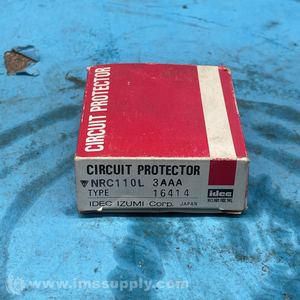 CIRCUIT PROTECTOR
CIRCUIT PROTECTOR
▼NRC110L 3AAA
TYPE 16414
idec
IDEC IZUMI Corp. JAPAN
© www.imssupply.com